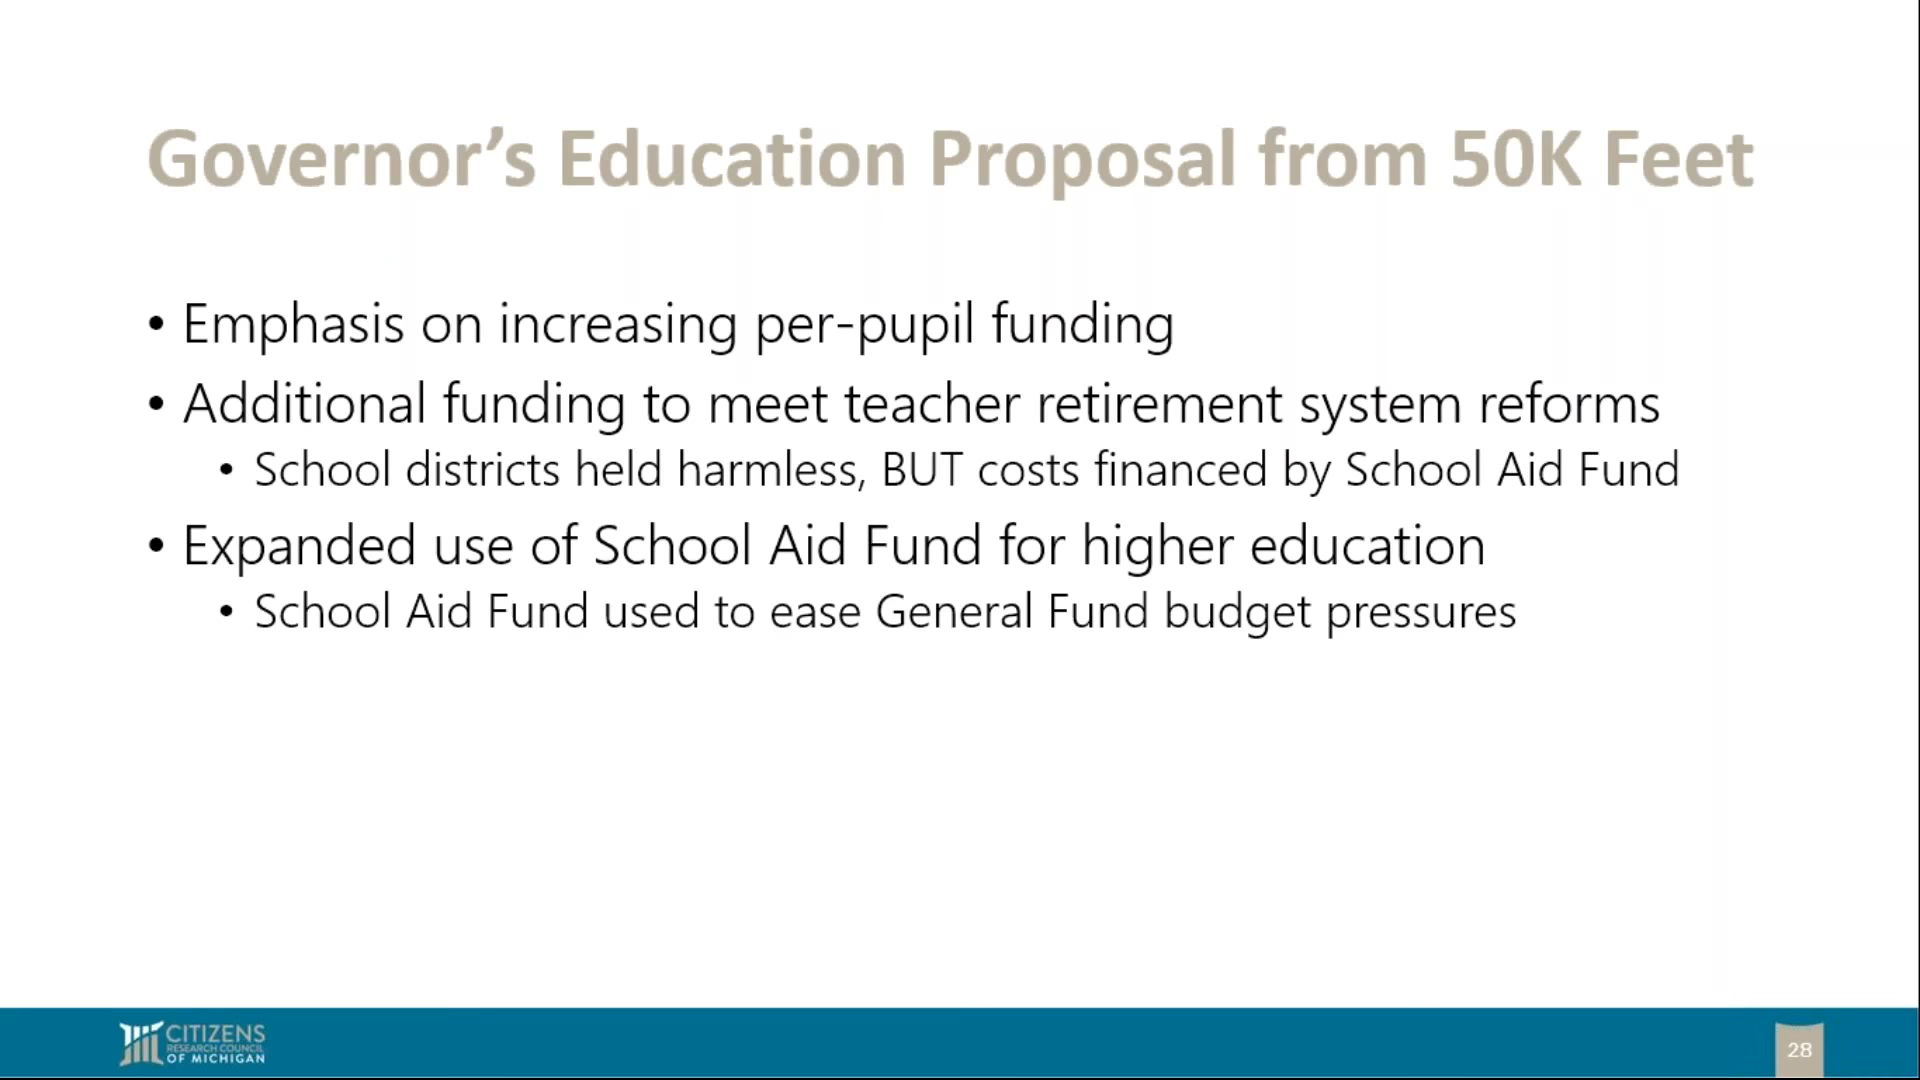 Governor’s Education Proposal from 50K Feet
• Emphasis on increasing per-pupil funding
• Additional funding to meet teacher retirement system reforms
• School districts held harmless, BUT costs financed by School Aid Fund
• Expanded use of School Aid Fund for higher education
• School Aid Fund used to ease General Fund budget pressures
CITIZENS
RESEARCH COUNCIL
OF MICHIGAN
28